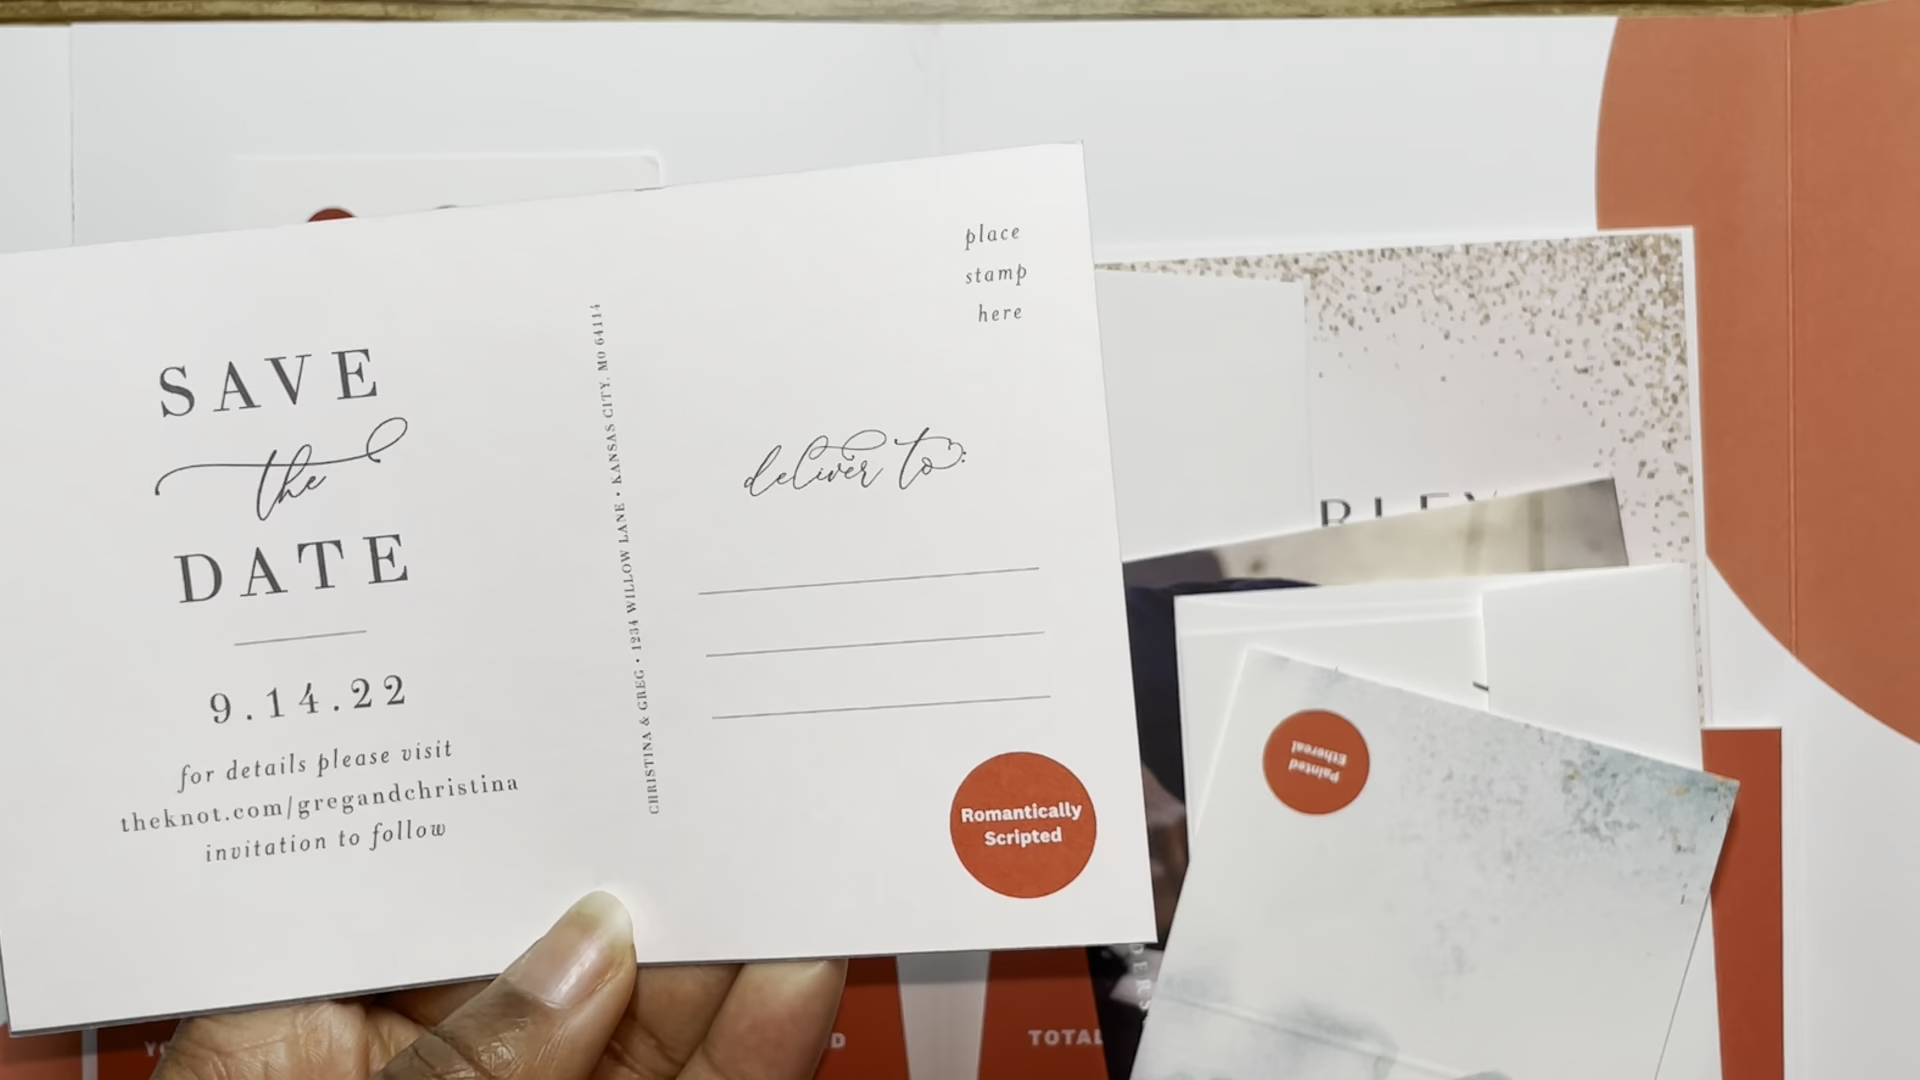 SAVE
the
DATE
9.14.22
for details please visit
theknot.com/gregandchristina
invitation to follow
CHRISTINA & GREG • 1234 WILLOW LANE • KANSAS CITY, MO 64114
place
stamp
here
deliver to:
Romantically
Scripted
RLEY
Painted
Ethereal
TOTAL